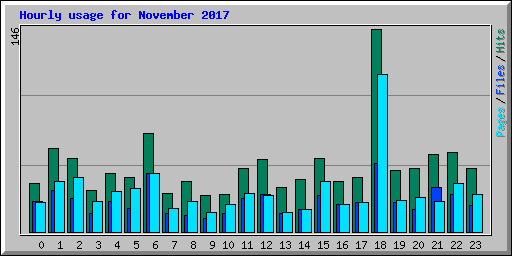 Hourly usage for November 2017
146
Pages / Files / Hits
0 1 2 3 4 5 6 7 8 9 10 11 12 13 14 15 16 17 18 19 20 21 22 23